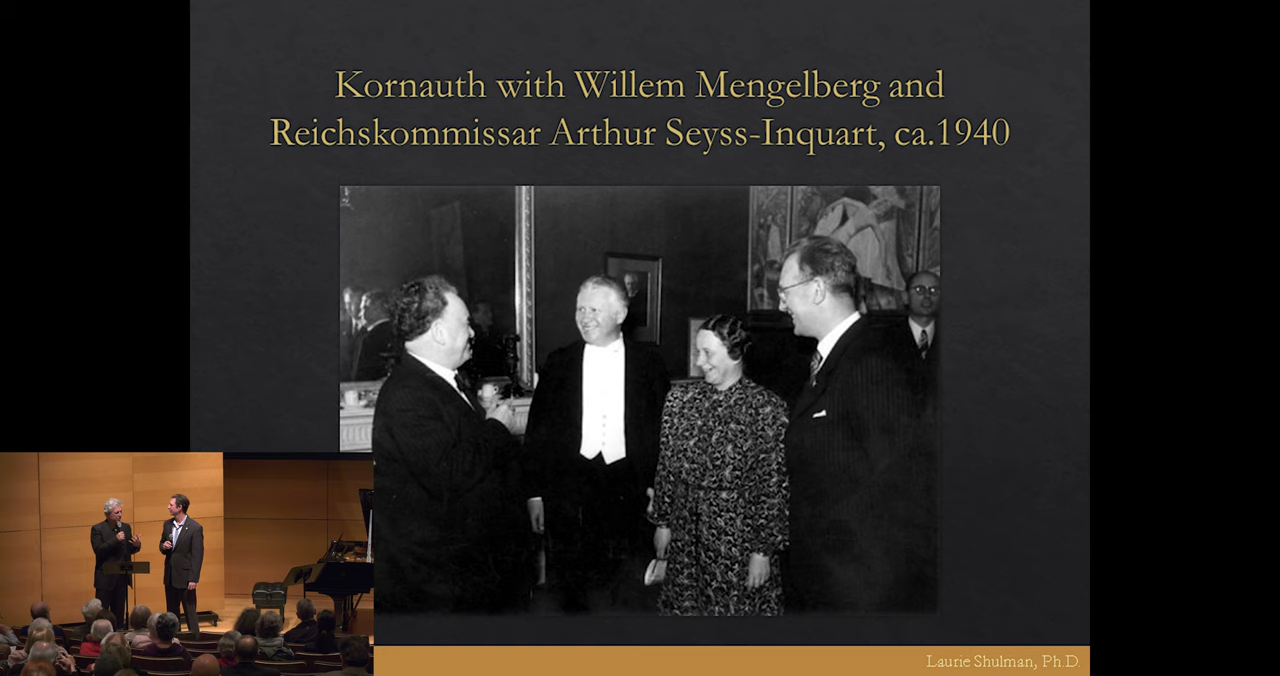 Kornauth with Willem Mengelberg and
Reichskommissar Arthur Seyss-Inquart, ca.1940
Laurie Shulman, Ph.D.